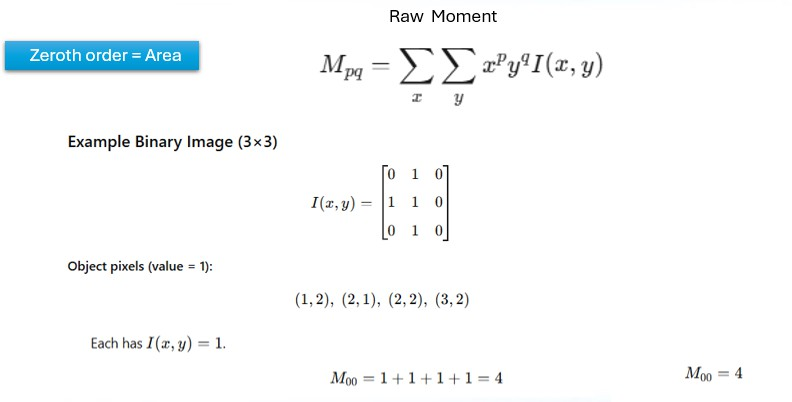 Raw Moment
Zeroth order = Area
M_{pq} = \sum_x \sum_y x^p y^q I(x, y)
Example Binary Image (3×3)
I(x, y) = \begin{bmatrix} 0 & 1 & 0 \\ 1 & 1 & 0 \\ 0 & 1 & 0 \end{bmatrix}
Object pixels (value = 1):
(1, 2), (2, 1), (2, 2), (3, 2)
Each has I(x, y) = 1.
M_{00} = 1 + 1 + 1 + 1 = 4
M_{00} = 4